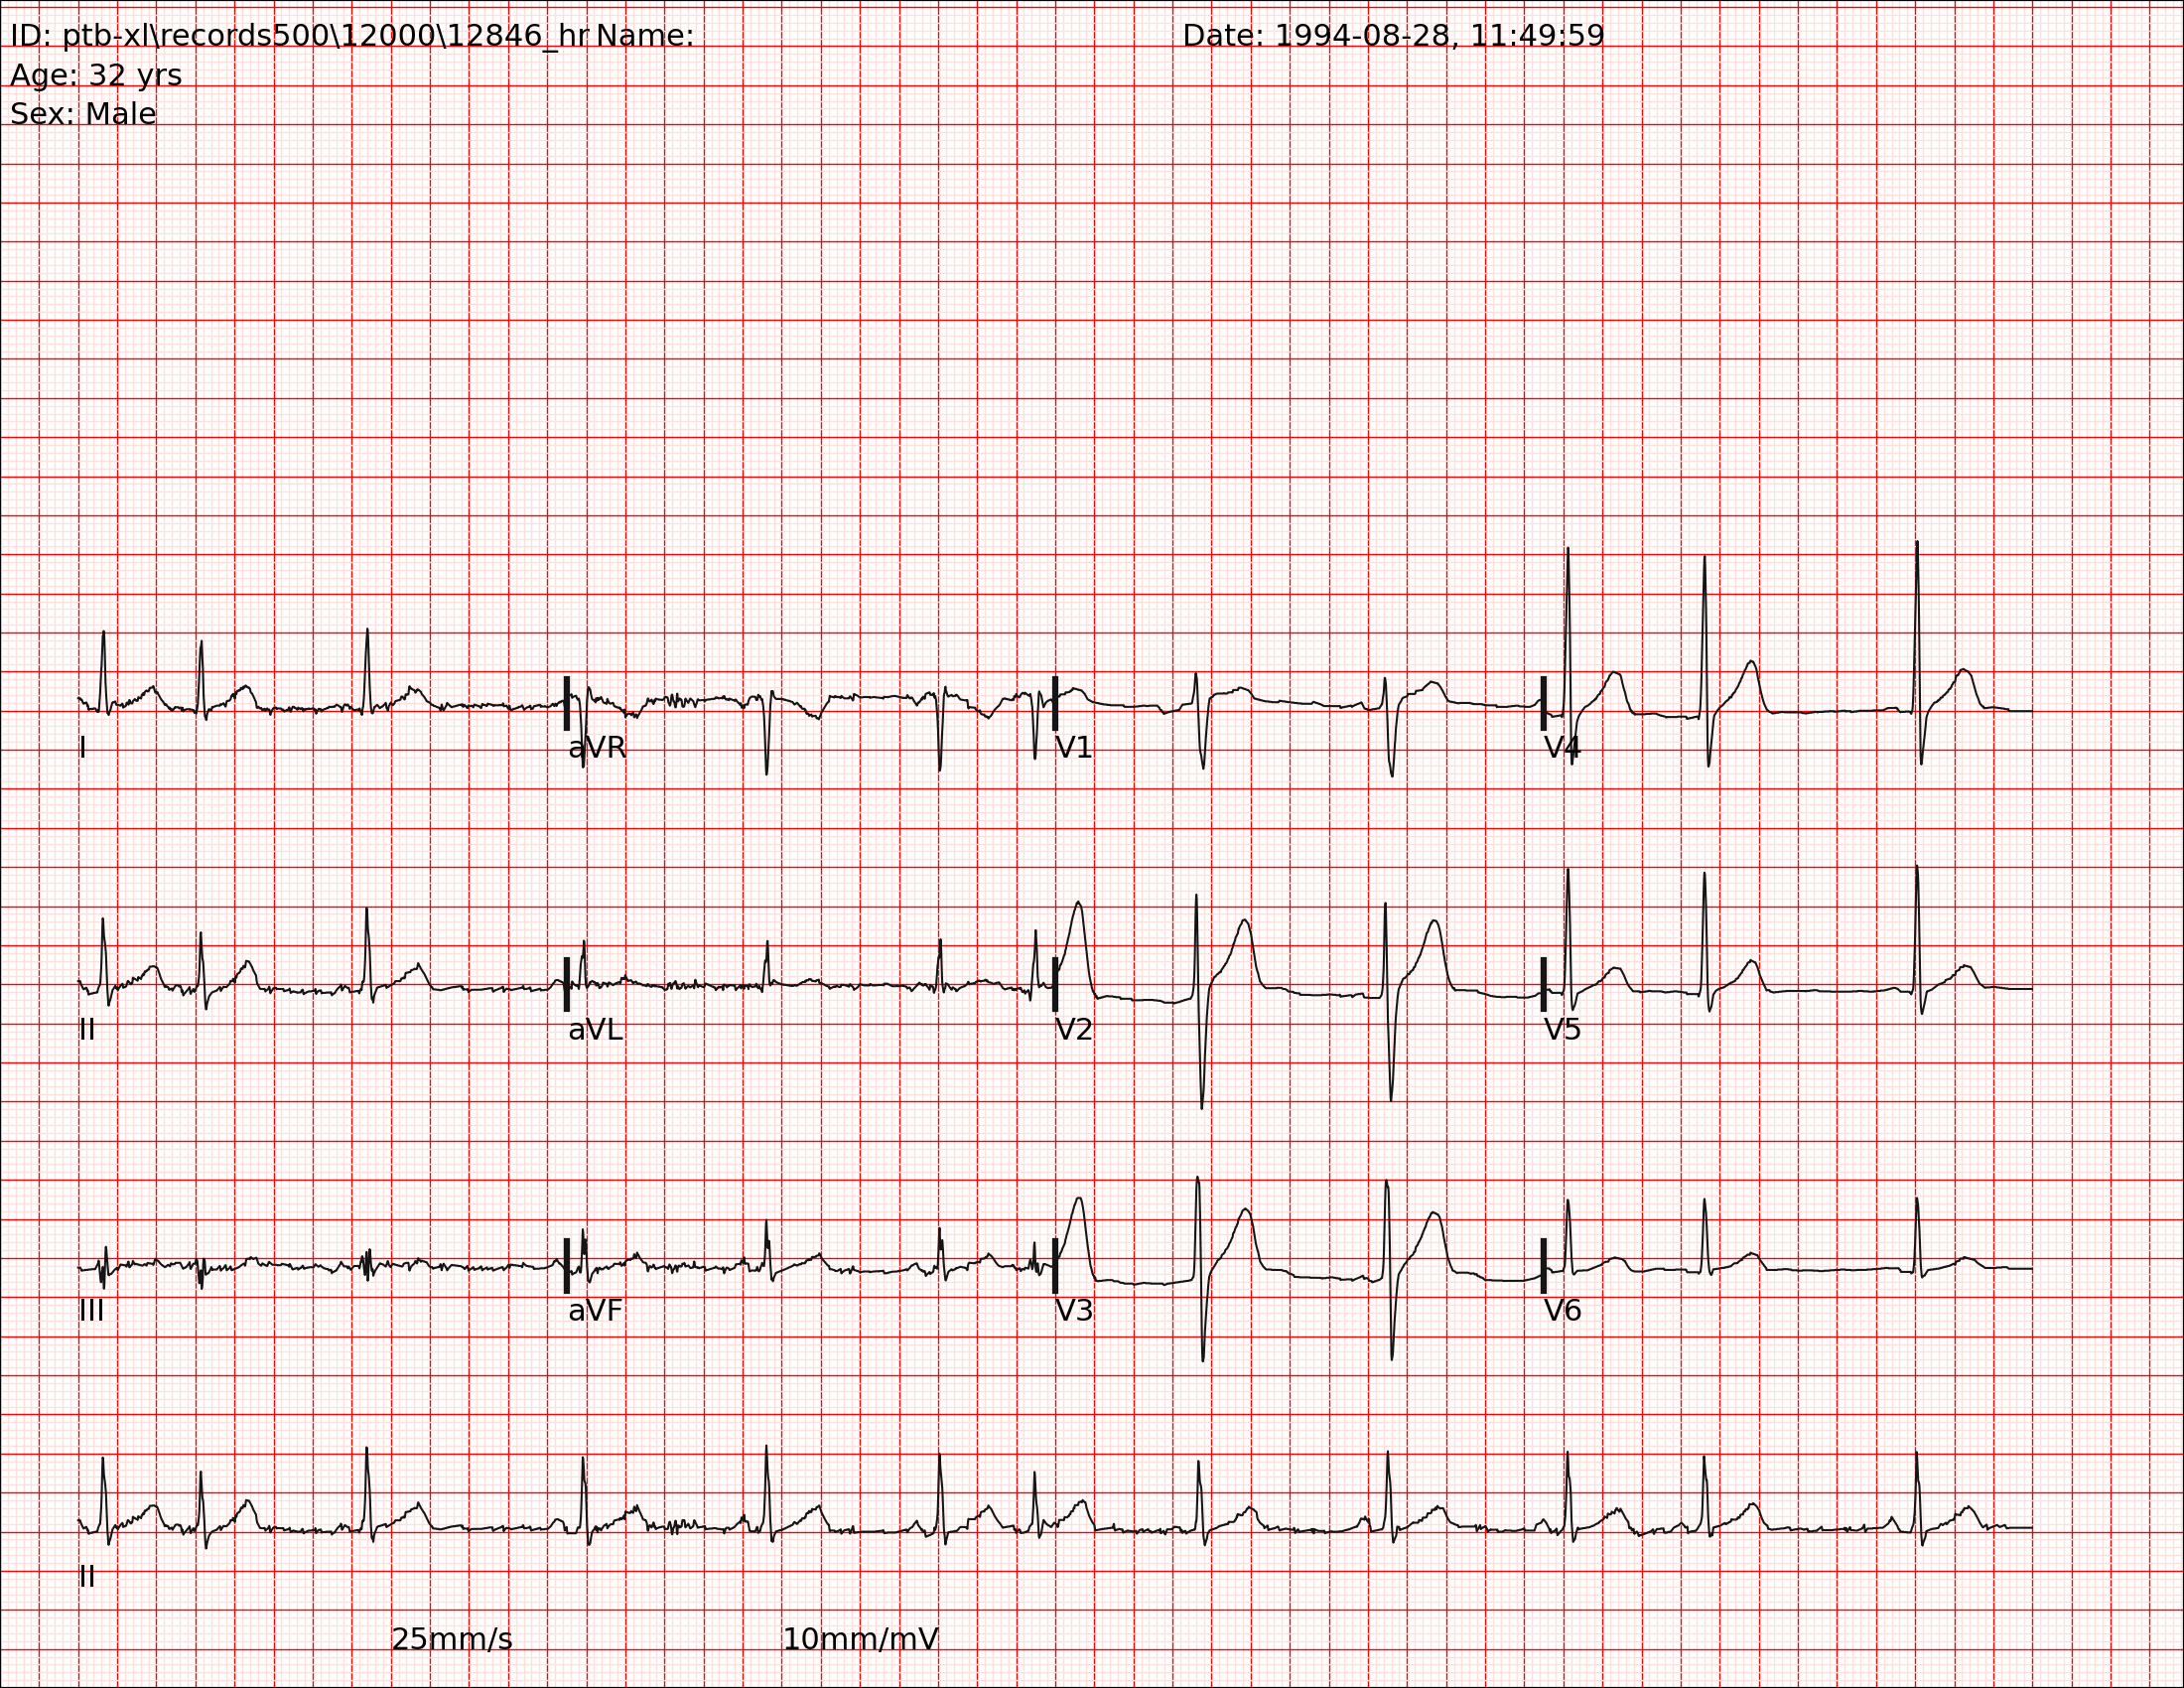 ID: ptb-xl\records500\12000\12846_hr Name: Date: 1994-08-28, 11:49:59
Age: 32 yrs
Sex: Male
I aVR V1 V4
II aVL V2 V5
III aVF V3 V6
II
25mm/s 10mm/mV